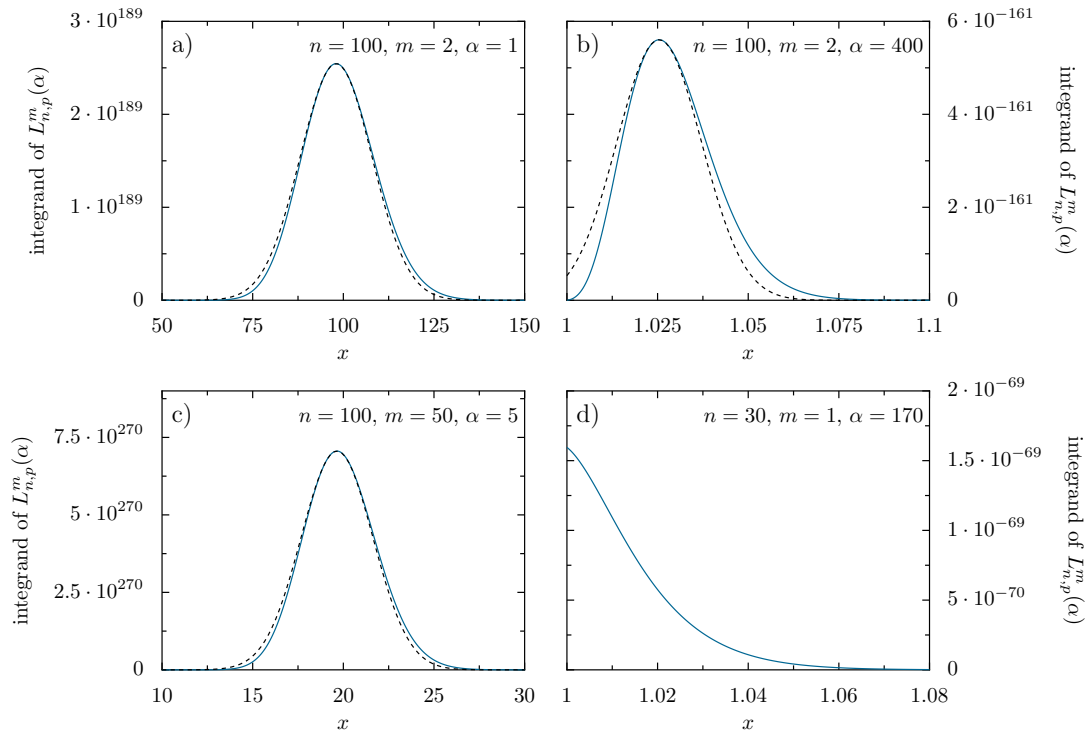 3 · 10^189
2 · 10^189
1 · 10^189
0
integrand of L^m_{n,p}(α)
a)
n = 100, m = 2, α = 1
50 75 100 125 150
x
b)
n = 100, m = 2, α = 400
6 · 10^−161
4 · 10^−161
2 · 10^−161
0
integrand of L^m_{n,p}(α)
1 1.025 1.05 1.075 1.1
x
7.5 · 10^270
5 · 10^270
2.5 · 10^270
0
integrand of L^m_{n,p}(α)
c)
n = 100, m = 50, α = 5
10 15 20 25 30
x
d)
n = 30, m = 1, α = 170
2 · 10^−69
1.5 · 10^−69
1 · 10^−69
5 · 10^−70
0
integrand of L^m_{n,p}(α)
1 1.02 1.04 1.06 1.08
x